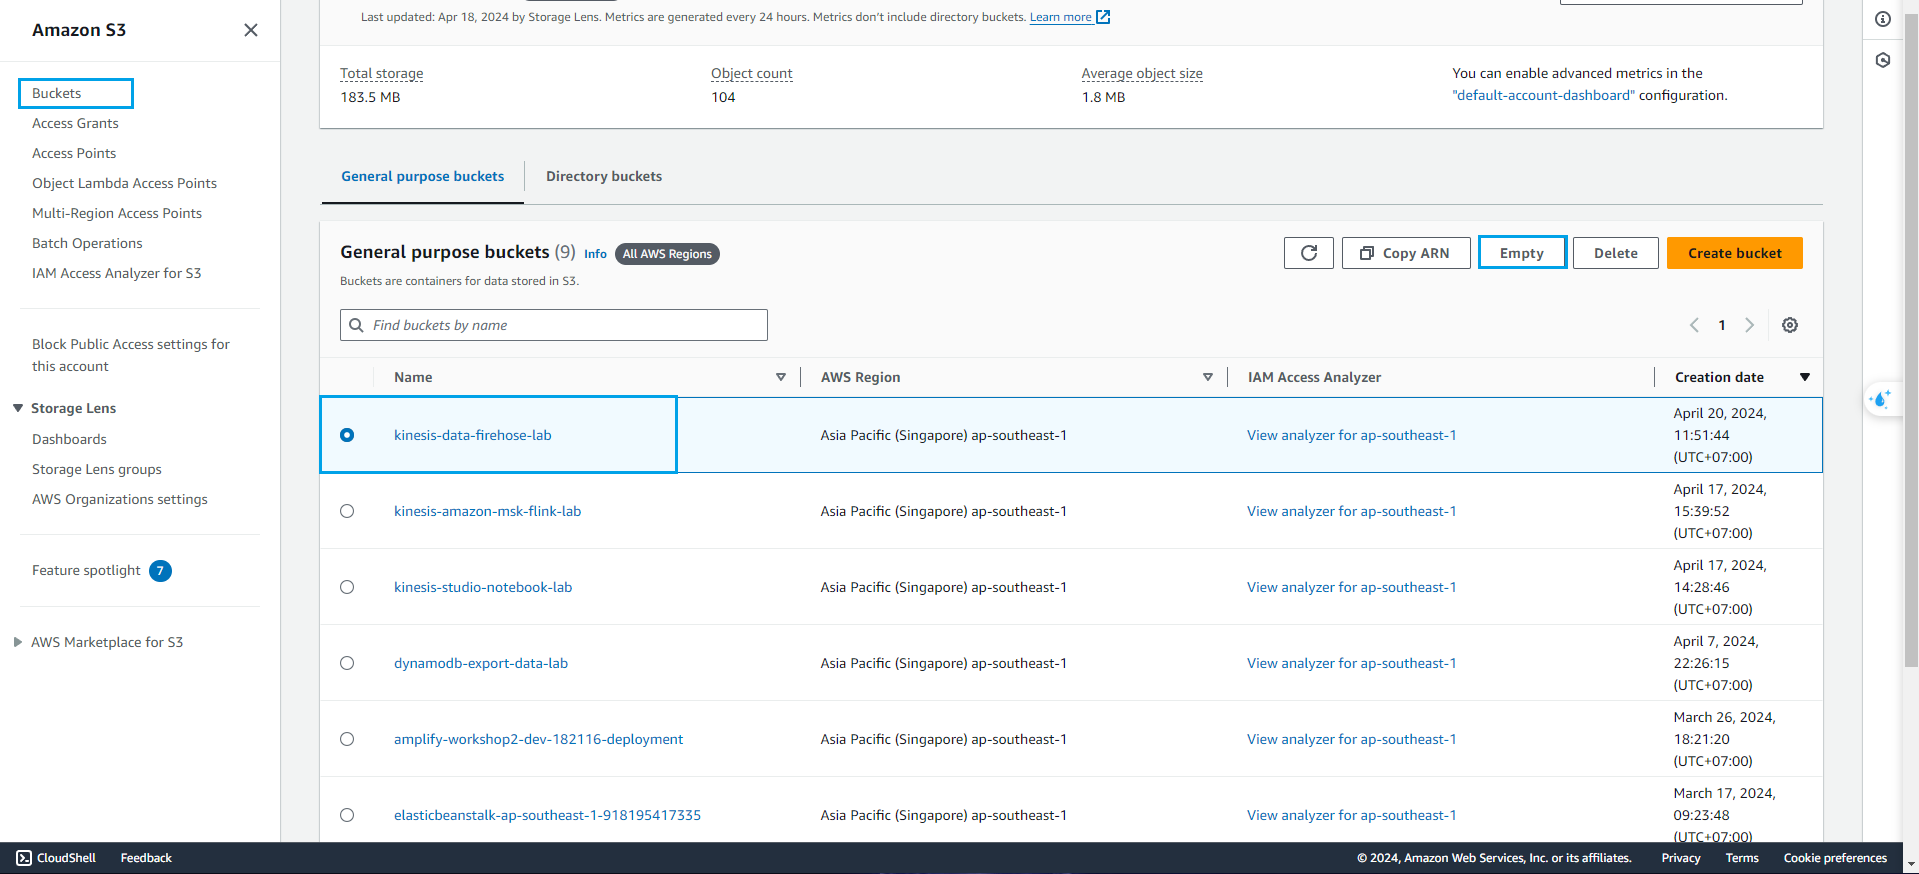 Amazon S3
Buckets
Access Grants
Access Points
Object Lambda Access Points
Multi-Region Access Points
Batch Operations
IAM Access Analyzer for S3
Block Public Access settings for
this account
Storage Lens
Dashboards
Storage Lens groups
AWS Organizations settings
Feature spotlight 7
AWS Marketplace for S3
Last updated: Apr 18, 2024 by Storage Lens. Metrics are generated every 24 hours. Metrics don't include directory buckets. Learn more
Total storage
183.5 MB
Object count
104
Average object size
1.8 MB
You can enable advanced metrics in the
"default-account-dashboard" configuration.
General purpose buckets Directory buckets
General purpose buckets (9) Info All AWS Regions
Copy ARN Empty Delete Create bucket
Buckets are containers for data stored in S3.
Find buckets by name
1
Name AWS Region IAM Access Analyzer Creation date
kinesis-data-firehose-lab Asia Pacific (Singapore) ap-southeast-1 View analyzer for ap-southeast-1
April 20, 2024,
11:51:44
(UTC+07:00)
kinesis-amazon-msk-flink-lab Asia Pacific (Singapore) ap-southeast-1 View analyzer for ap-southeast-1
April 17, 2024,
15:39:52
(UTC+07:00)
kinesis-studio-notebook-lab Asia Pacific (Singapore) ap-southeast-1 View analyzer for ap-southeast-1
April 17, 2024,
14:28:46
(UTC+07:00)
dynamodb-export-data-lab Asia Pacific (Singapore) ap-southeast-1 View analyzer for ap-southeast-1
April 7, 2024,
22:26:15
(UTC+07:00)
amplify-workshop2-dev-182116-deployment Asia Pacific (Singapore) ap-southeast-1 View analyzer for ap-southeast-1
March 26, 2024,
18:21:20
(UTC+07:00)
elasticbeanstalk-ap-southeast-1-918195417335 Asia Pacific (Singapore) ap-southeast-1 View analyzer for ap-southeast-1
March 17, 2024,
09:23:48
(UTC+07:00)
CloudShell Feedback © 2024, Amazon Web Services, Inc. or its affiliates. Privacy Terms Cookie preferences